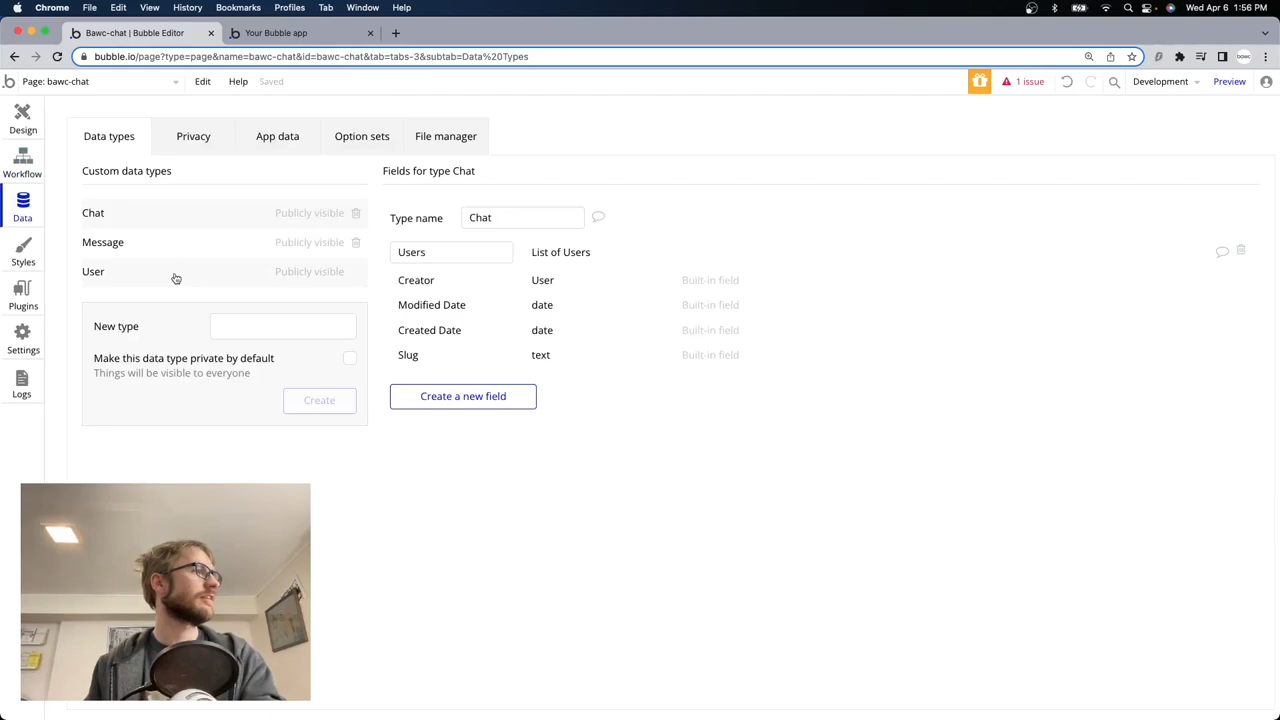 Chrome File Edit View History Bookmarks Profiles Tab Window Help Wed Apr 6 1:56 PM
Bawc-chat | Bubble Editor Your Bubble app
bubble.io/page?type=page&name=bawc-chat&id=bawc-chat&tab=tabs-3&subtab=Data%20Types
Page: bawc-chat Edit Help Saved 1 issue Development Preview
Design
Workflow
Data
Styles
Plugins
Settings
Logs
Data types Privacy App data Option sets File manager
Custom data types
Chat Publicly visible
Message Publicly visible
User Publicly visible
New type
Make this data type private by default
Things will be visible to everyone
Create
Fields for type Chat
Type name Chat
Users List of Users
Creator User Built-in field
Modified Date date Built-in field
Created Date date Built-in field
Slug text Built-in field
Create a new field